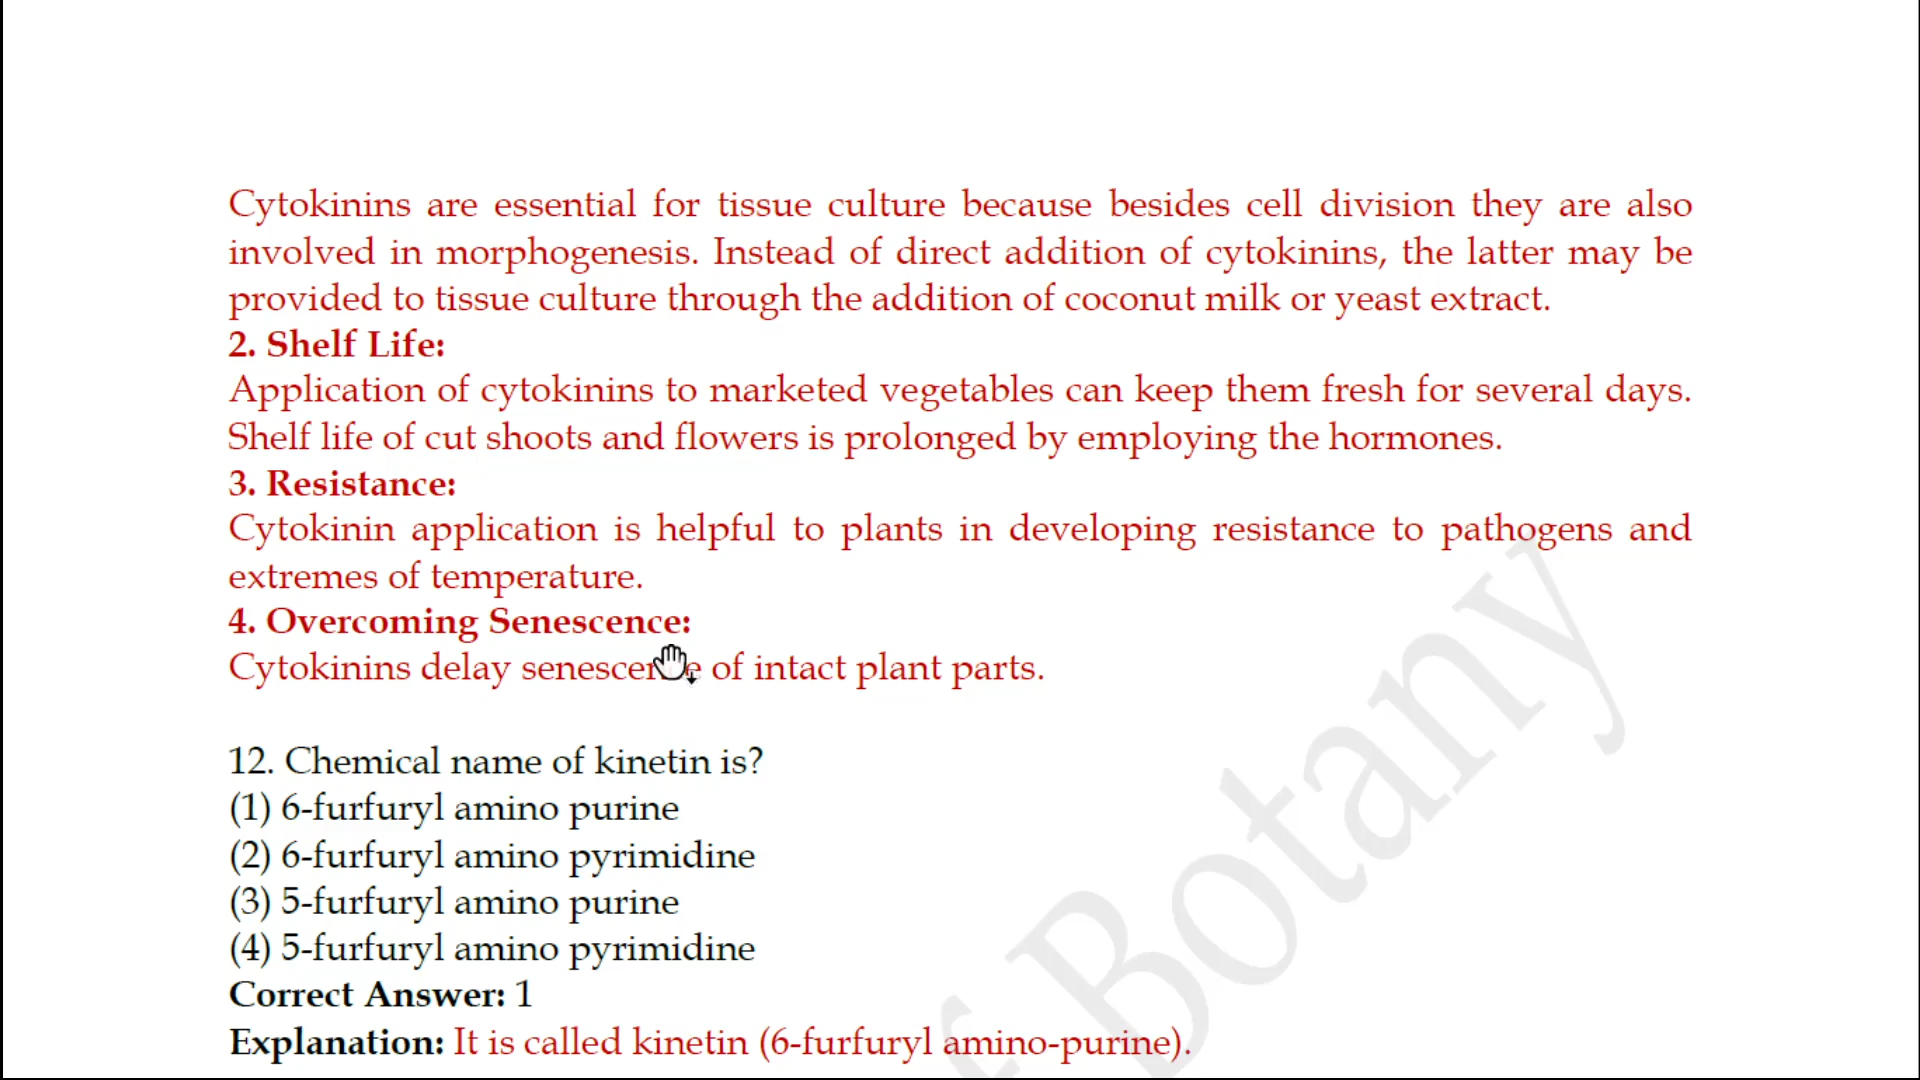 Cytokinins are essential for tissue culture because besides cell division they are also
involved in morphogenesis. Instead of direct addition of cytokinins, the latter may be
provided to tissue culture through the addition of coconut milk or yeast extract.
2. Shelf Life:
Application of cytokinins to marketed vegetables can keep them fresh for several days.
Shelf life of cut shoots and flowers is prolonged by employing the hormones.
3. Resistance:
Cytokinin application is helpful to plants in developing resistance to pathogens and
extremes of temperature.
4. Overcoming Senescence:
Cytokinins delay senescence of intact plant parts.
12. Chemical name of kinetin is?
(1) 6-furfuryl amino purine
(2) 6-furfuryl amino pyrimidine
(3) 5-furfuryl amino purine
(4) 5-furfuryl amino pyrimidine
Correct Answer: 1
Explanation: It is called kinetin (6-furfuryl amino-purine).
f Botany